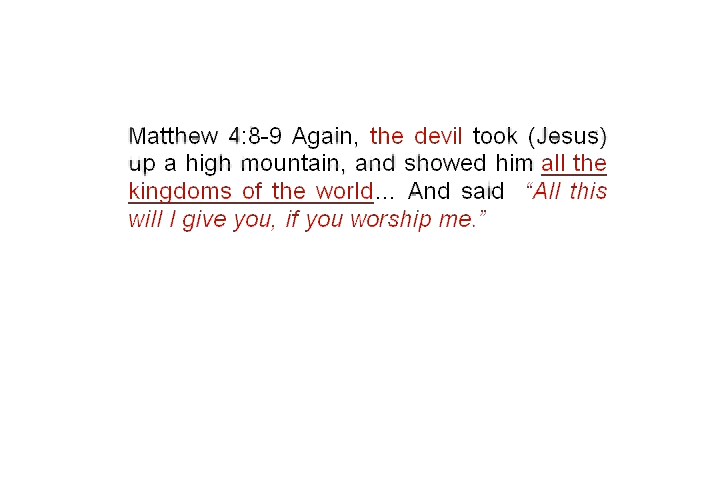 Matthew 4:8-9 Again, the devil took (Jesus)
up a high mountain, and showed him all the
kingdoms of the world… And said “All this
will I give you, if you worship me.”